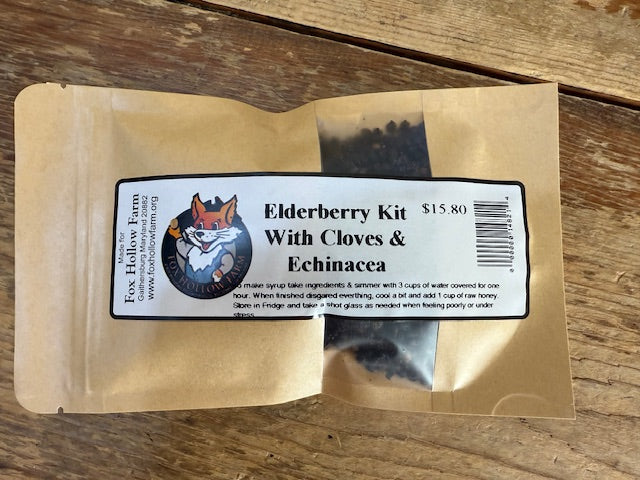 Made for
Fox Hollow Farm
Gaithersburg Maryland 20882
www.foxhollowfarm.org
FOX HOLLOW FARM
Elderberry Kit
With Cloves &
Echinacea
$15.80
To make syrup take ingredients & simmer with 3 cups of water covered for one
hour. When finished disgared everthing, cool a bit and add 1 cup of raw honey.
Store in Fridge and take a shot glass as needed when feeling poorly or under
stress.